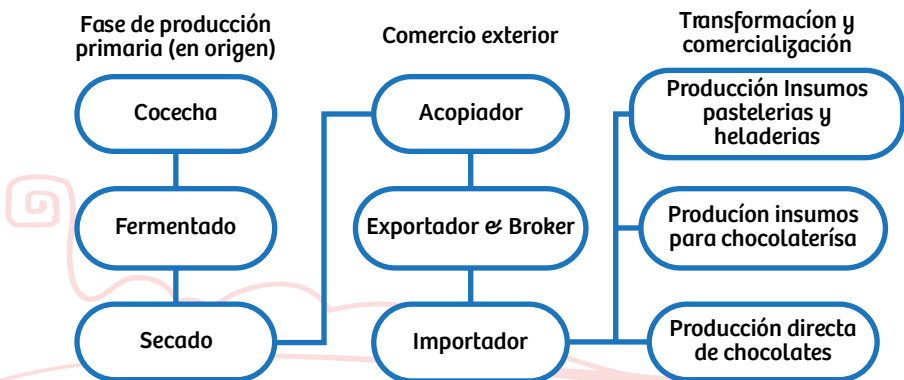 Fase de producción
primaria (en origen)
Cocecha
Fermentado
Secado
Comercio exterior
Acopiador
Exportador & Broker
Importador
Transformacíon y
comercialización
Producción Insumos
pastelerias y
heladerias
Producíon insumos
para chocolaterísa
Producción directa
de chocolates